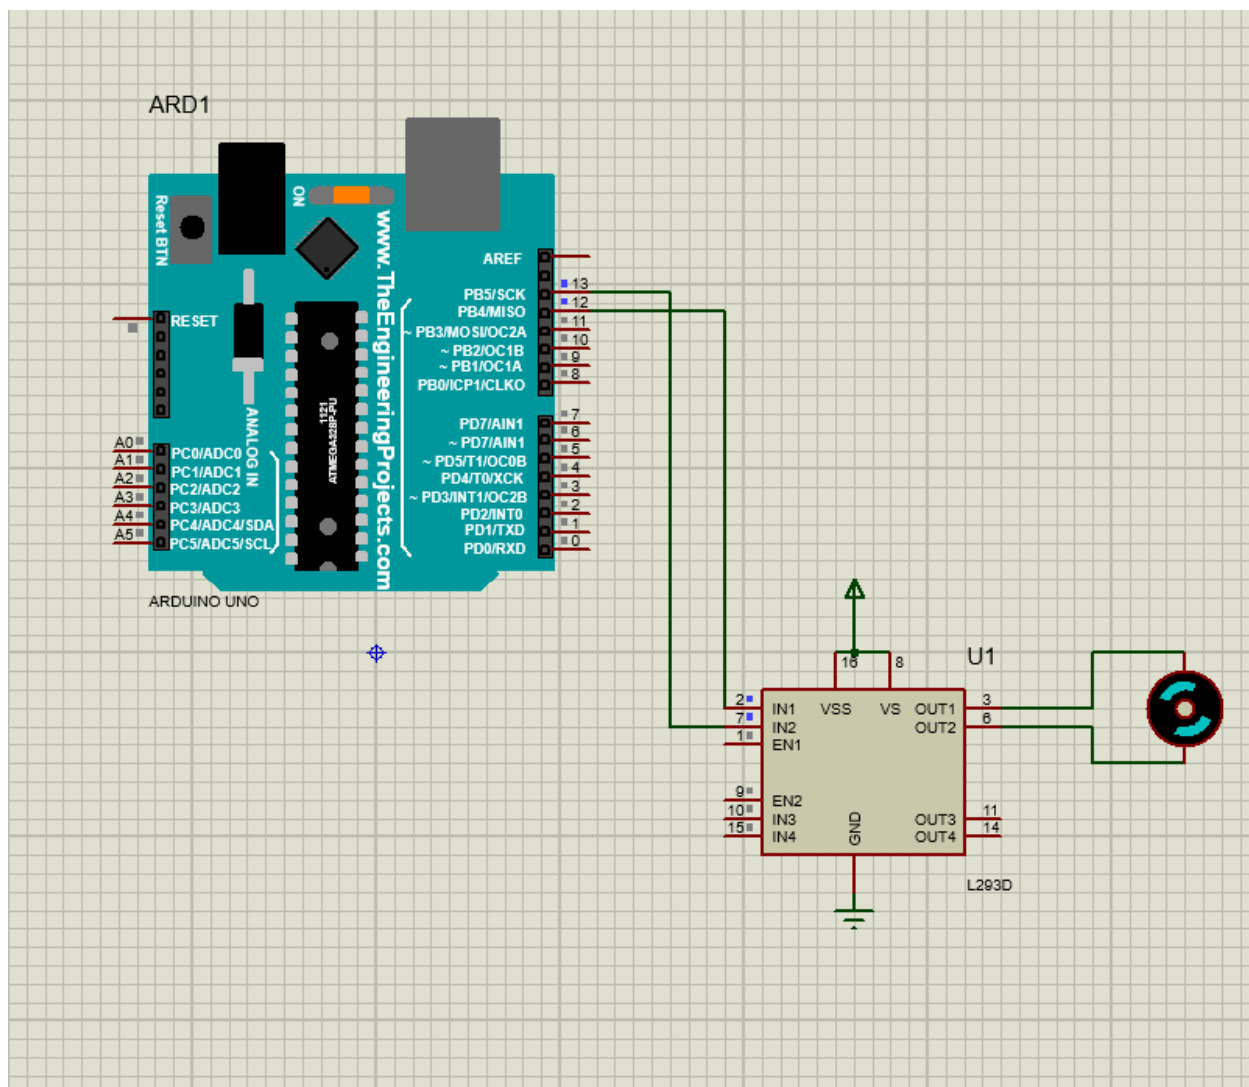 ARD1
ON
Reset BTN
www.TheEngineeringProjects.com
AREF
13
PB5/SCK
12
PB4/MISO
11
~ PB3/MOSI/OC2A
10
~ PB2/OC1B
9
~ PB1/OC1A
8
PB0/ICP1/CLKO
RESET
ANALOG IN
1121
ATMEGA328P-PU
7
PD7/AIN1
6
~ PD7/AIN1
5
~ PD5/T1/OC0B
4
PD4/T0/XCK
3
~ PD3/INT1/OC2B
2
PD2/INT0
1
PD1/TXD
0
PD0/RXD
A0 PC0/ADC0
A1 PC1/ADC1
A2 PC2/ADC2
A3 PC3/ADC3
A4 PC4/ADC4/SDA
A5 PC5/ADC5/SCL
ARDUINO UNO
16 8
U1
2 IN1 VSS VS OUT1 3
7 IN2 OUT2 6
1 EN1
9 EN2
10 IN3 GND OUT3 11
15 IN4 OUT4 14
L293D